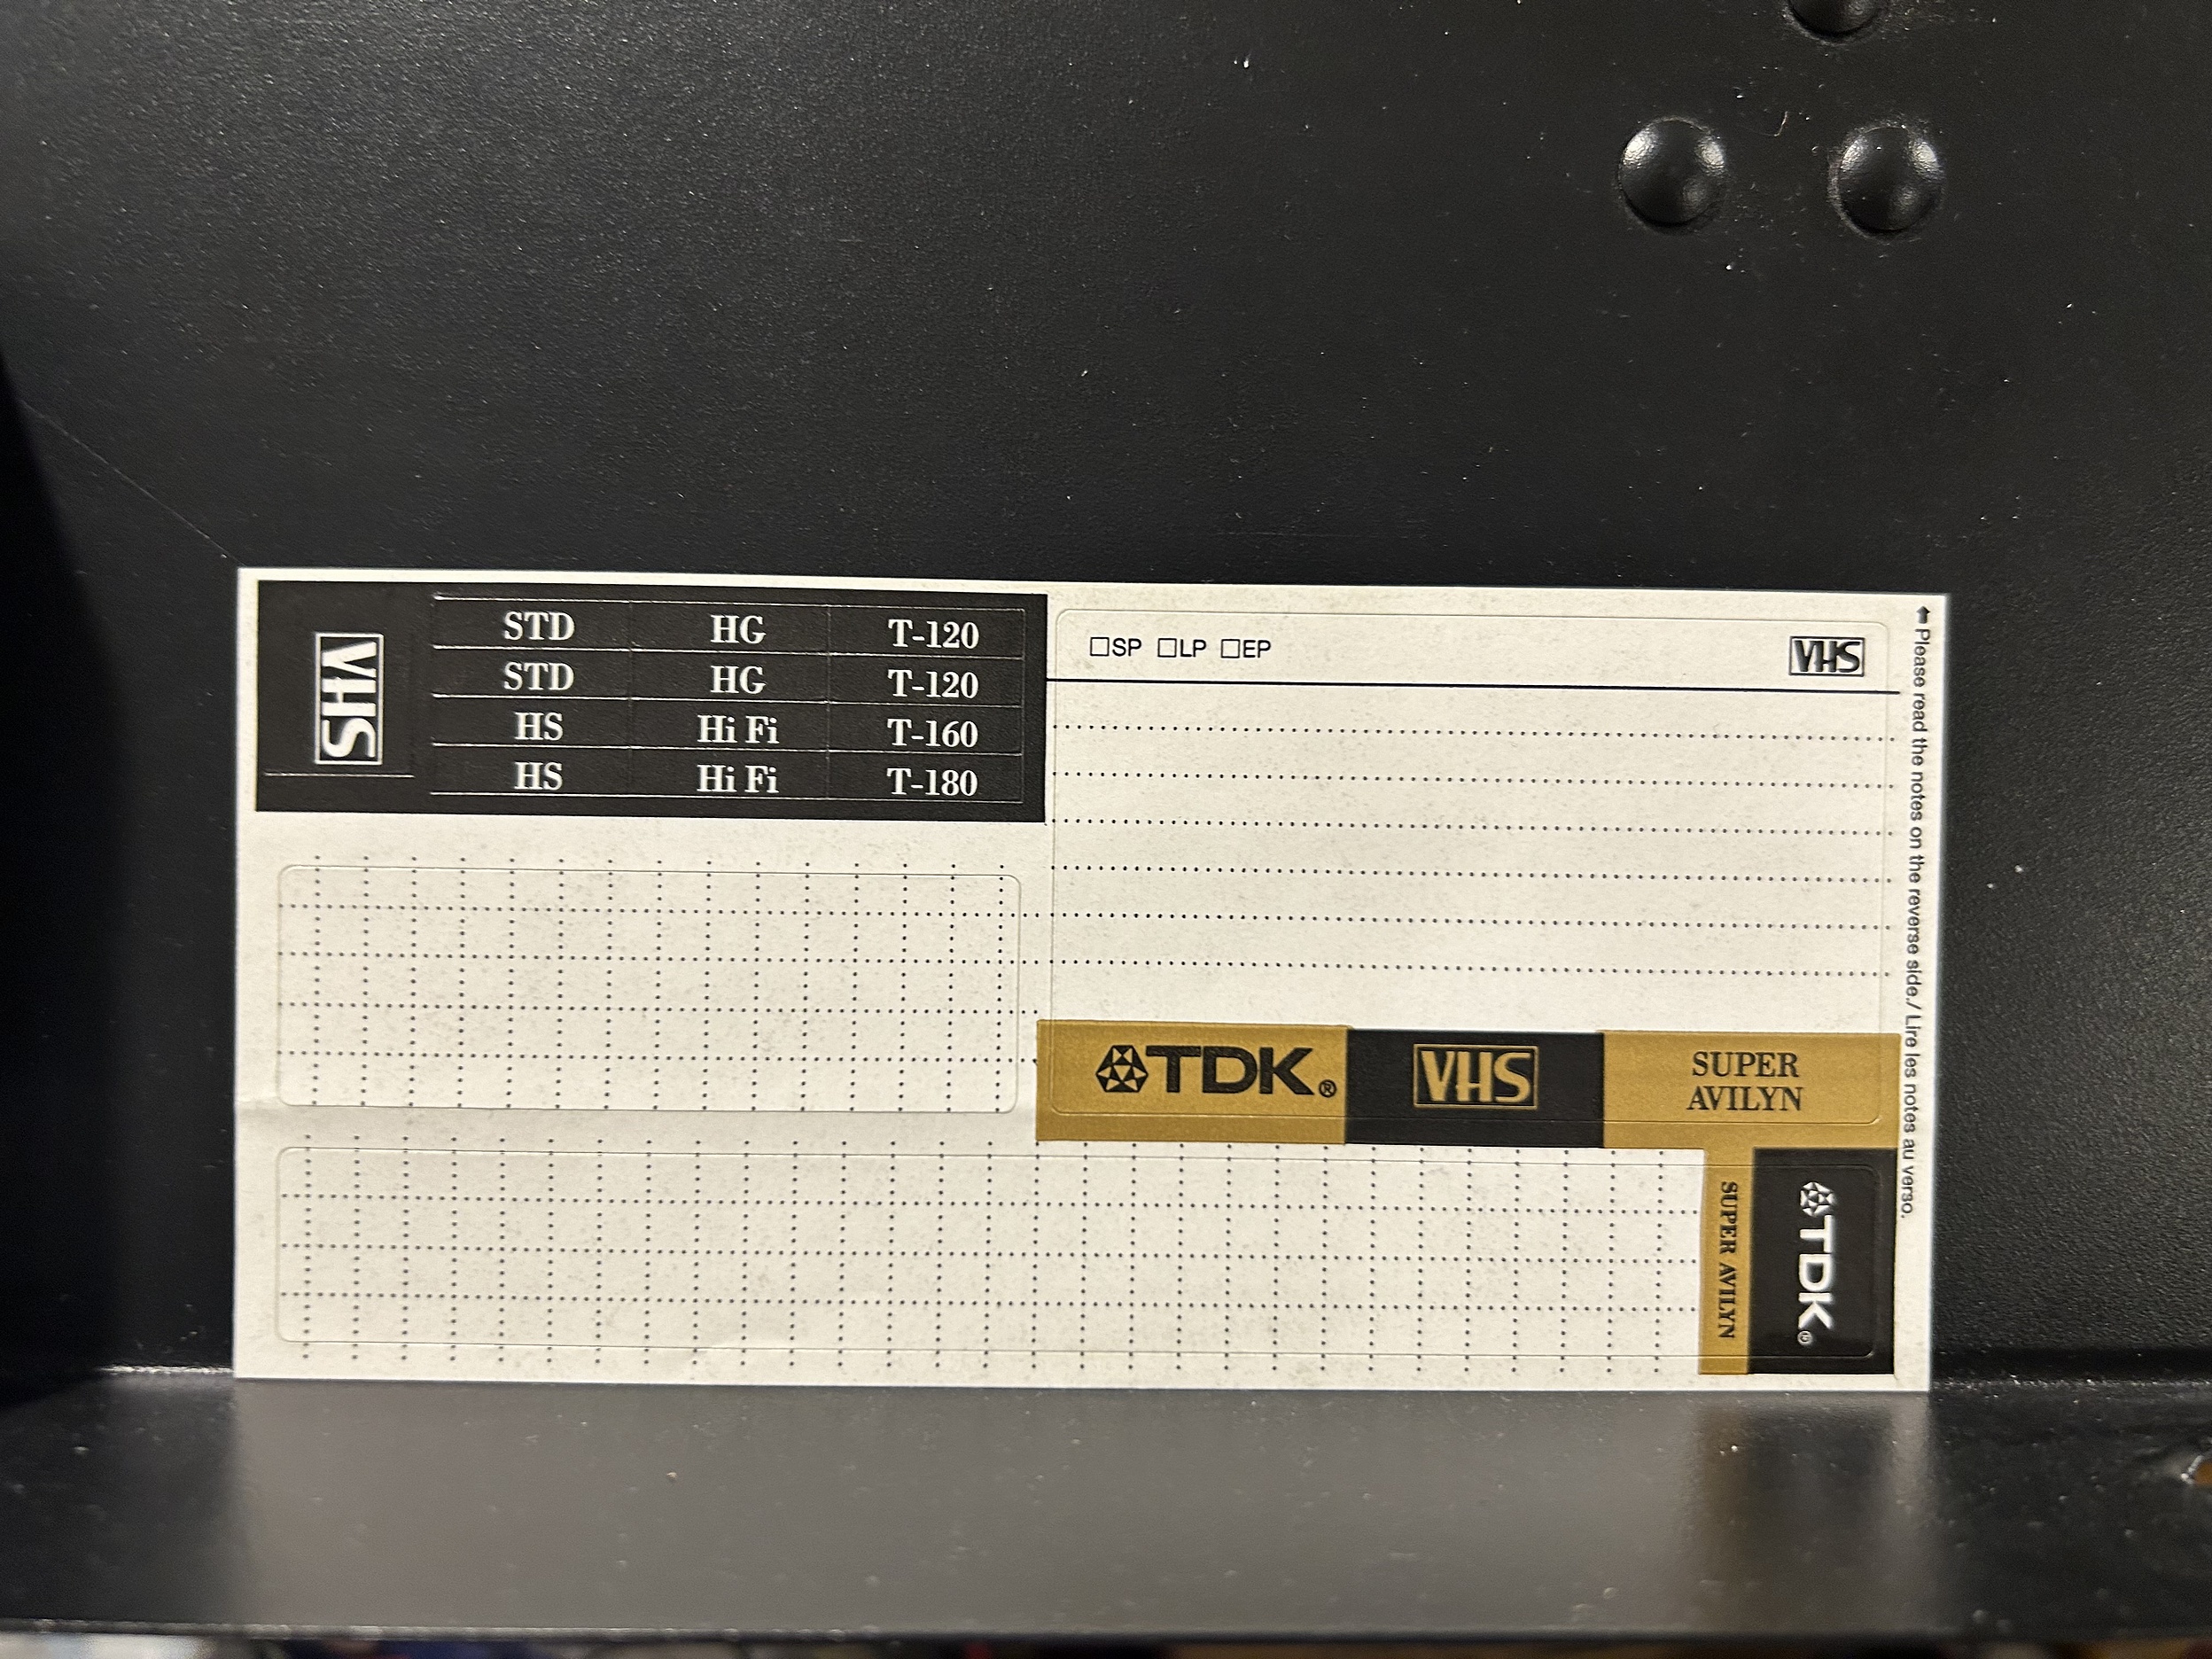 VHS
STD HG T-120
STD HG T-120
HS Hi Fi T-160
HS Hi Fi T-180
☐SP ☐LP ☐EP VHS
TDK® VHS SUPER
AVILYN
SUPER AVILYN
TDK®
← Please read the notes on the reverse side./ Lire les notes au verso.